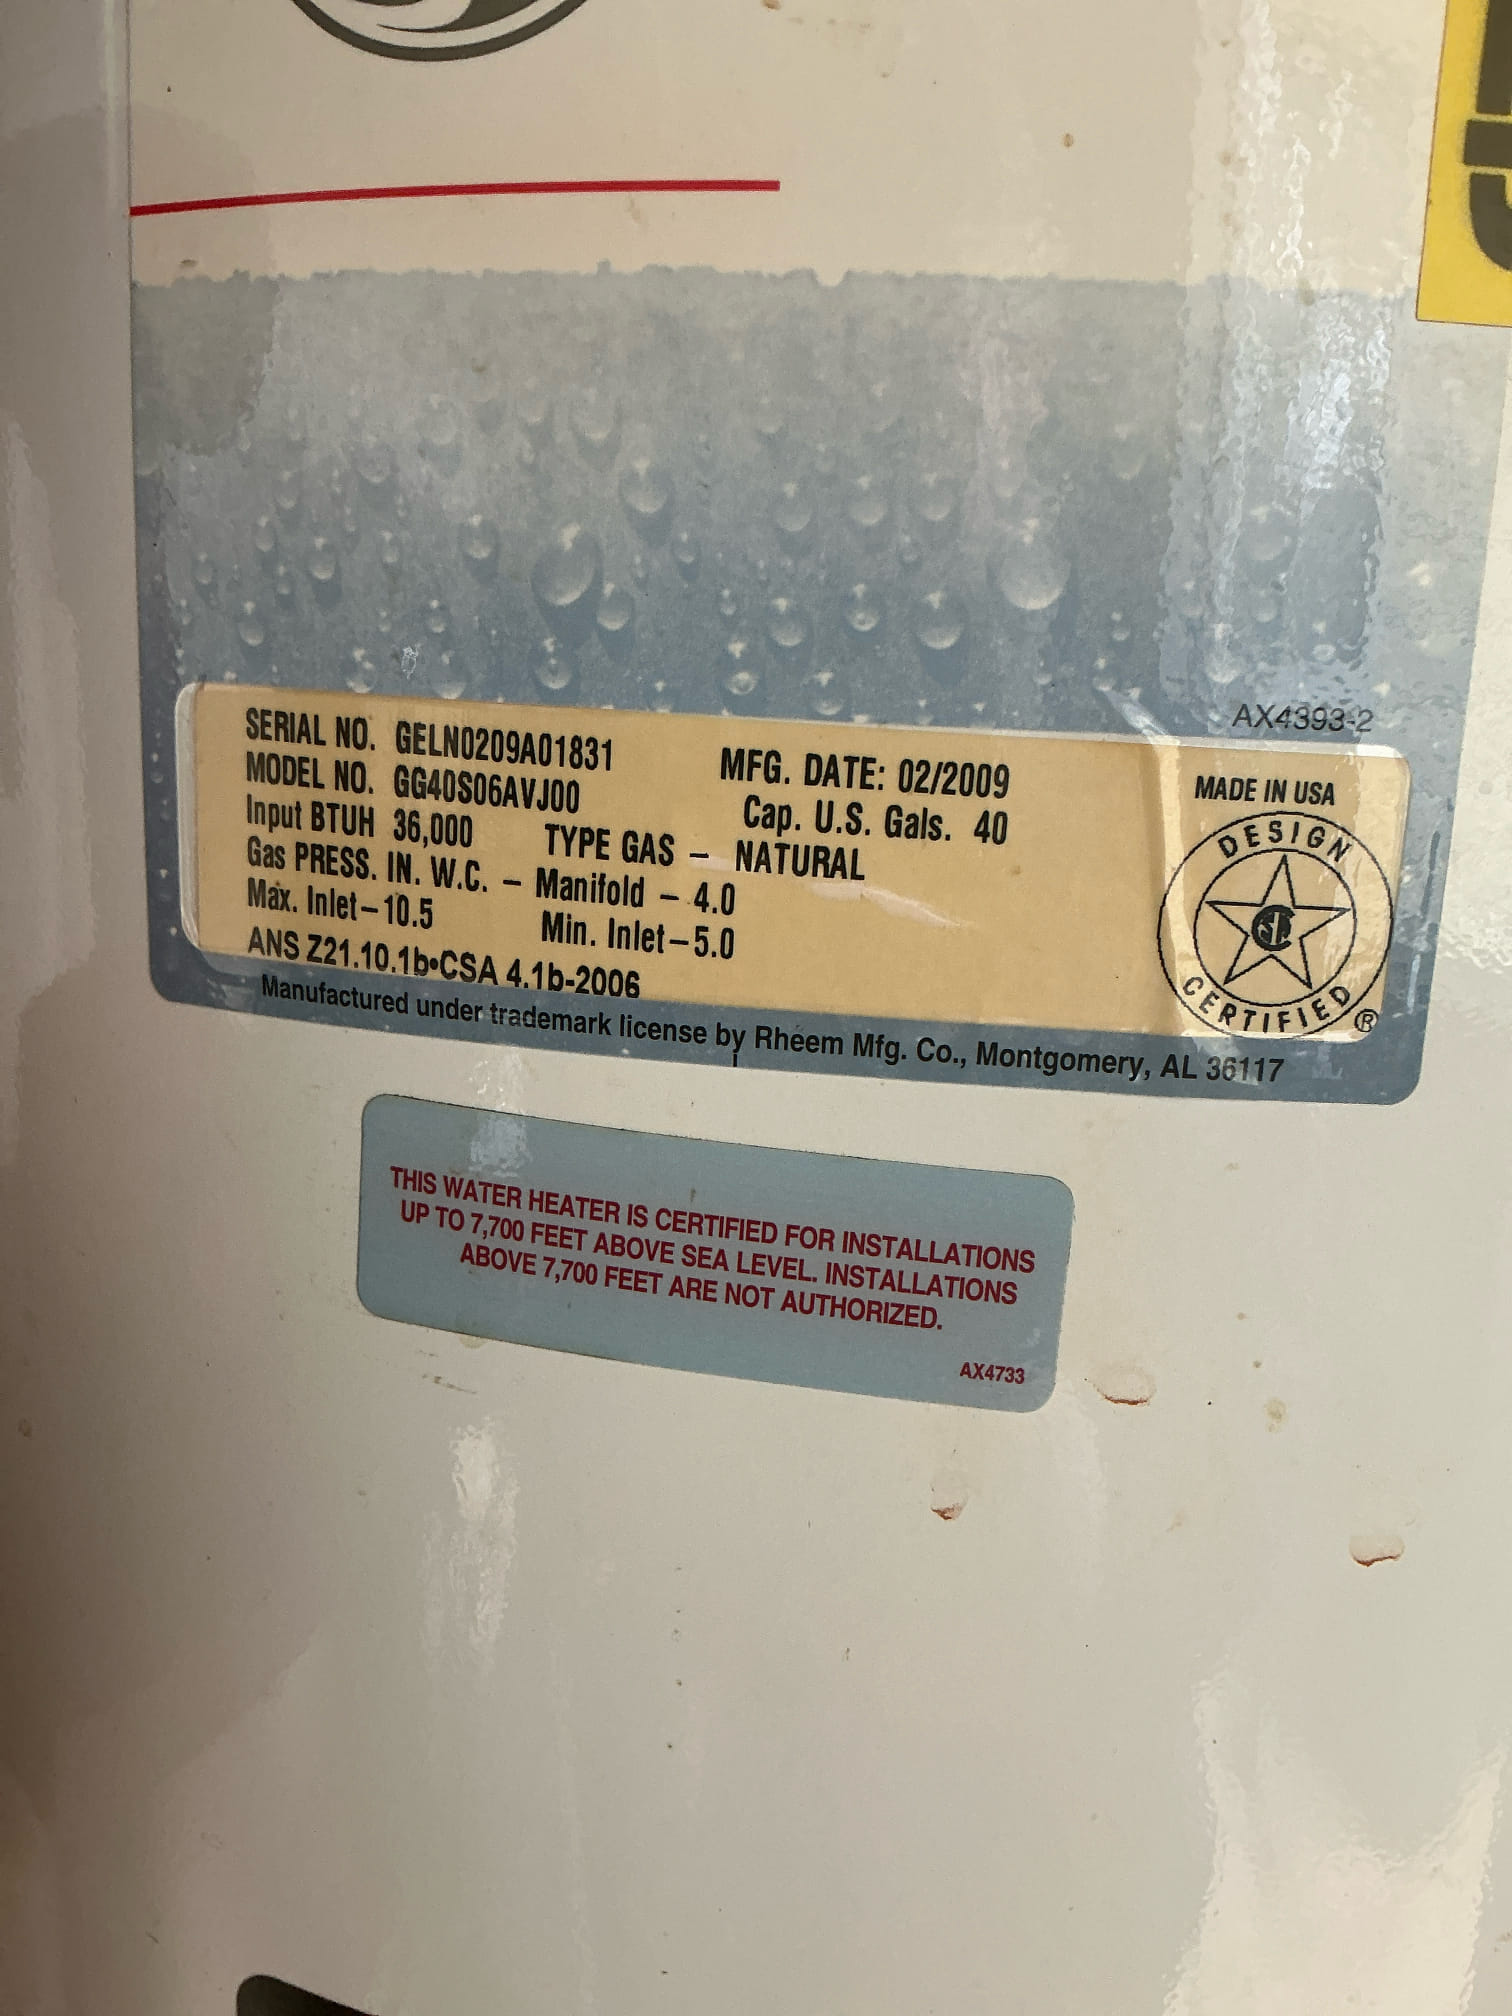 AX4393-2
SERIAL NO. GELN0209A01831
MFG. DATE: 02/2009
MODEL NO. GG40S06AVJ00
Cap. U.S. Gals. 40
Input BTUH 36,000 TYPE GAS – NATURAL
Gas PRESS. IN. W.C. – Manifold – 4.0
Max. Inlet–10.5 Min. Inlet–5.0
ANS Z21.10.1b•CSA 4.1b-2006
MADE IN USA
DESIGN
CERTIFIED ®
Manufactured under trademark license by Rheem Mfg. Co., Montgomery, AL 36117
THIS WATER HEATER IS CERTIFIED FOR INSTALLATIONS
UP TO 7,700 FEET ABOVE SEA LEVEL. INSTALLATIONS
ABOVE 7,700 FEET ARE NOT AUTHORIZED.
AX4733